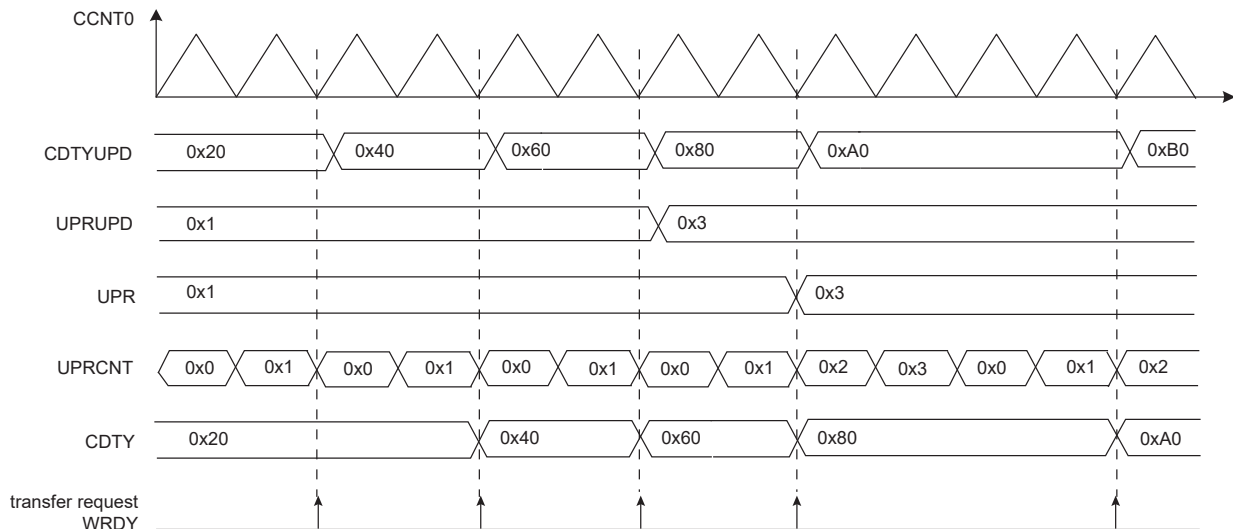 CCNT0
CDTYUPD 0x20 0x40 0x60 0x80 0xA0 0xB0
UPRUPD 0x1 0x3
UPR 0x1 0x3
UPRCNT 0x0 0x1 0x0 0x1 0x0 0x1 0x0 0x1 0x2 0x3 0x0 0x1 0x2
CDTY 0x20 0x40 0x60 0x80 0xA0
transfer request
WRDY